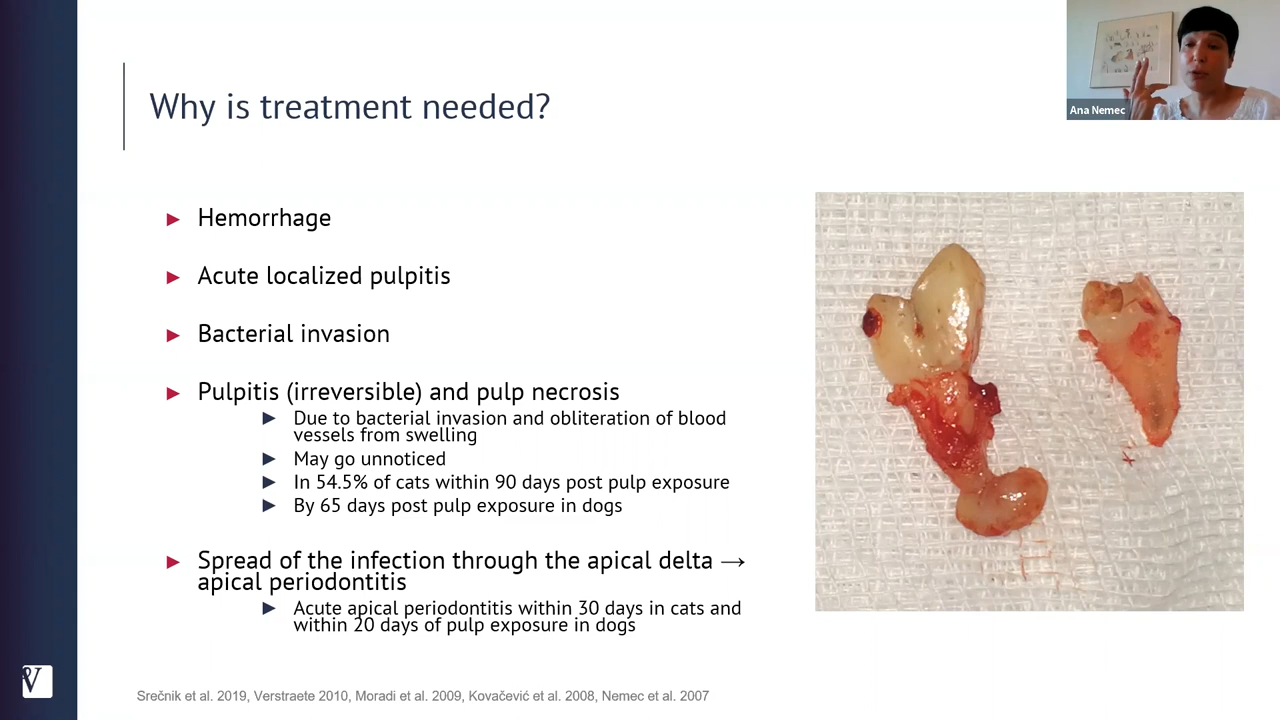 Ana Nemec
Why is treatment needed?
► Hemorrhage
► Acute localized pulpitis
► Bacterial invasion
► Pulpitis (irreversible) and pulp necrosis
► Due to bacterial invasion and obliteration of blood
vessels from swelling
► May go unnoticed
► In 54.5% of cats within 90 days post pulp exposure
► By 65 days post pulp exposure in dogs
► Spread of the infection through the apical delta →
apical periodontitis
► Acute apical periodontitis within 30 days in cats and
within 20 days of pulp exposure in dogs
Srečnik et al. 2019, Verstraete 2010, Moradi et al. 2009, Kovačević et al. 2008, Nemec et al. 2007